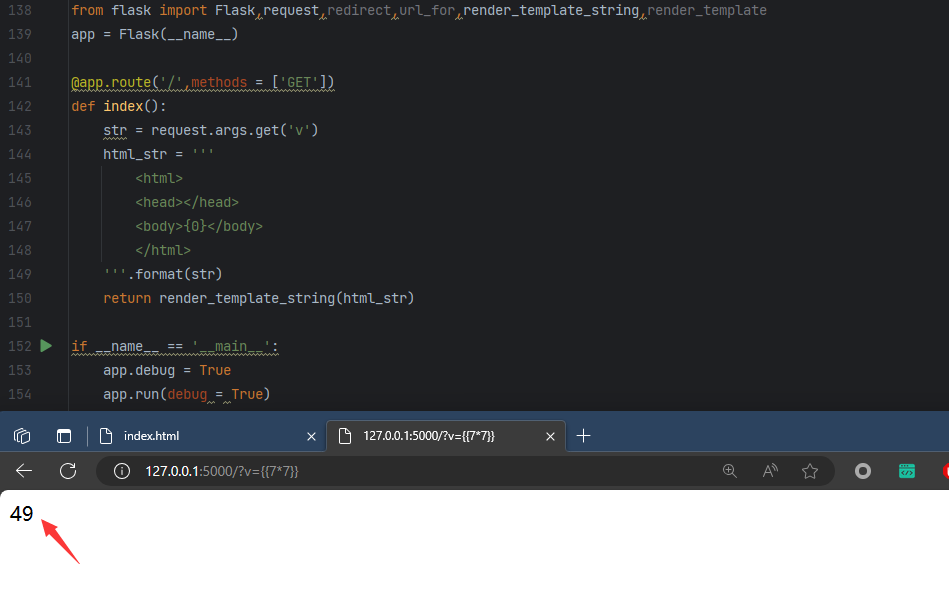 138 from flask import Flask,request,redirect,url_for,render_template_string,render_template
139 app = Flask(__name__)
140
141 @app.route('/',methods = ['GET'])
142 def index():
143     str = request.args.get('v')
144     html_str = '''
145         <html>
146         <head></head>
147         <body>{0}</body>
148         </html>
149     '''.format(str)
150     return render_template_string(html_str)
151
152 if __name__ == '__main__':
153     app.debug = True
154     app.run(debug = True)
index.html 127.0.0.1:5000/?v={{7*7}}
127.0.0.1:5000/?v={{7*7}}
49